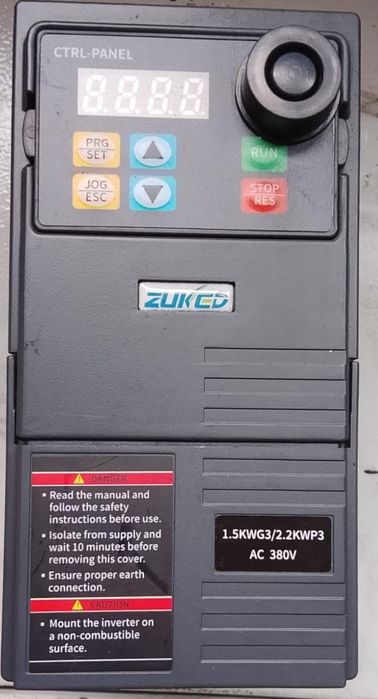 CTRL-PANEL
8.8.8.8.
PRG
SET
JOG
ESC
RUN
STOP
RES
ZUKED
DANGER
▪ Read the manual and
follow the safety
instructions before use.
▪ Isolate from supply and
wait 10 minutes before
removing this cover.
▪ Ensure proper earth
connection.
CAUTION
▪ Mount the inverter on
a non-combustible
surface.
1.5KWG3/2.2KWP3
AC 380V